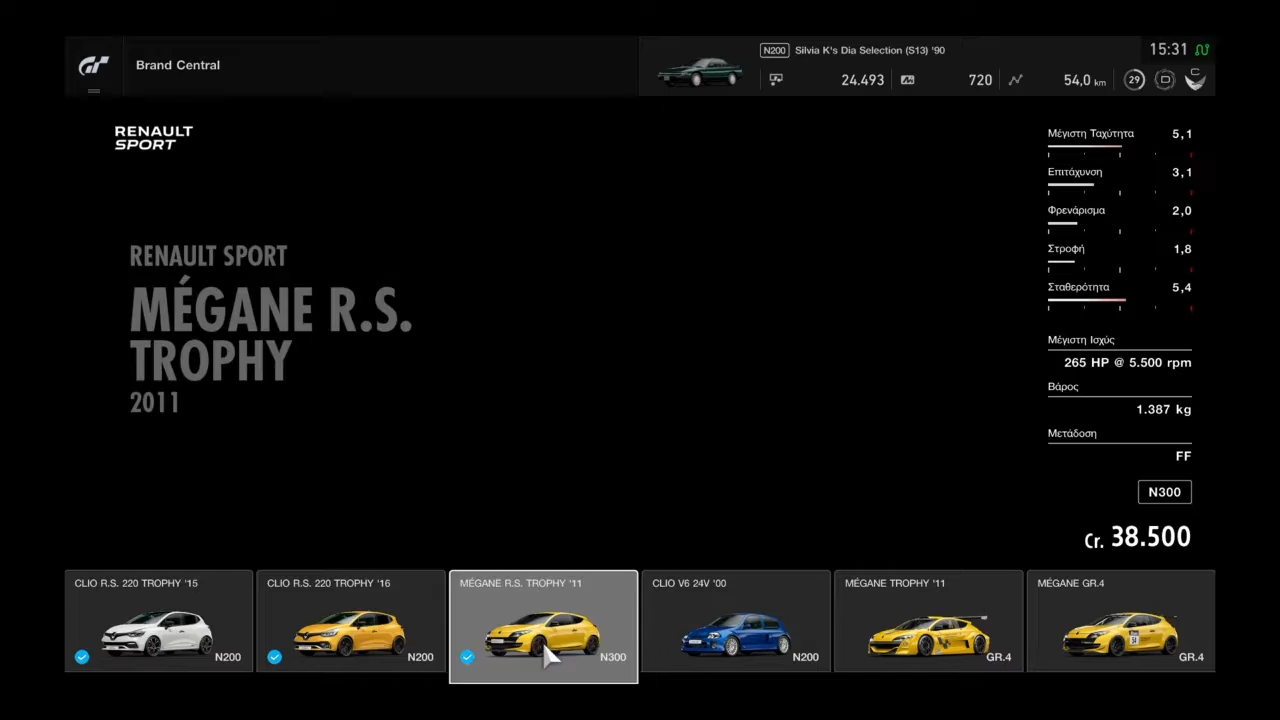 Brand Central
N200 Silvia K's Dia Selection (S13) '90
24.493 720 54,0 km 29 D C
15:31
RENAULT
SPORT
RENAULT SPORT
MÉGANE R.S.
TROPHY
2011
Μέγιστη Ταχύτητα 5,1
Επιτάχυνση 3,1
Φρενάρισμα 2,0
Στροφή 1,8
Σταθερότητα 5,4
Μέγιστη Ισχύς
265 HP @ 5.500 rpm
Βάρος
1.387 kg
Μετάδοση
FF
N300
Cr. 38.500
CLIO R.S. 220 TROPHY '15
N200
CLIO R.S. 220 TROPHY '16
N200
MÉGANE R.S. TROPHY '11
N300
CLIO V6 24V '00
N200
MÉGANE TROPHY '11
GR.4
MÉGANE GR.4
GR.4